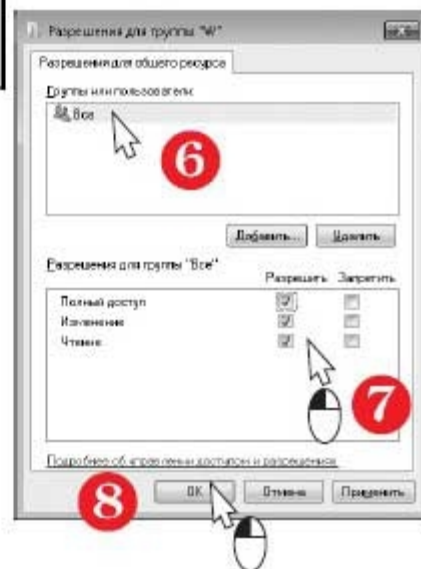 Разрешения для группы "W"
Разрешения для общего ресурса
Группы или пользователи:
Все
6
Добавить... Удалить
Разрешения для группы "Все"
Разрешить Запретить
Полный доступ
Изменение
Чтение
7
Подробнее об управлении доступом и разрешениях
8
ОК Отмена Применить